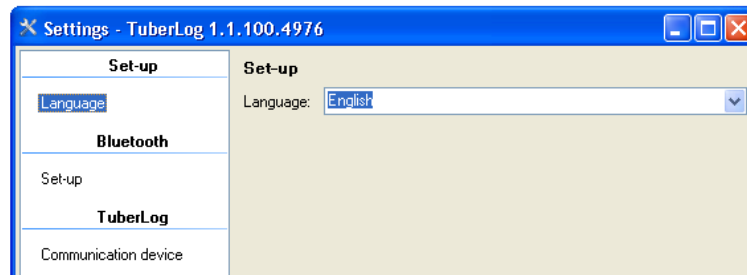 Settings - TuberLog 1.1.100.4976
Set-up
Language
Bluetooth
Set-up
TuberLog
Communication device
Set-up
Language: English